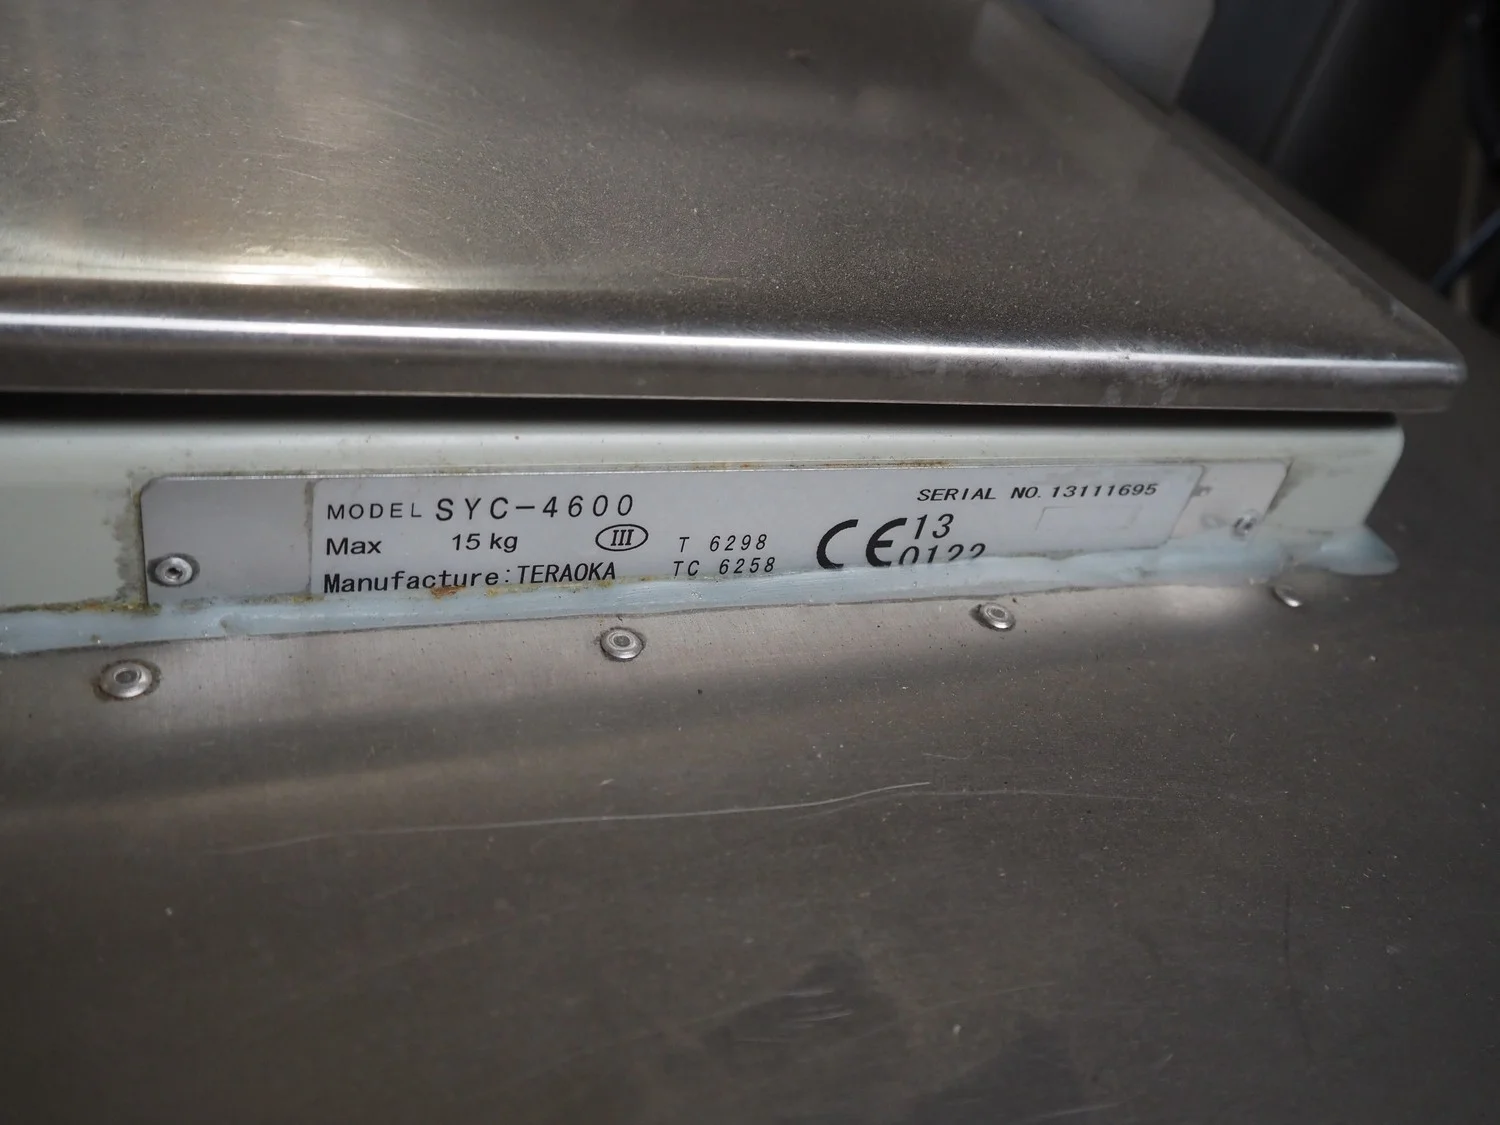 MODEL SYC-4600
SERIAL NO. 13111695
Max 15 kg III T 6298
CE 13
0122
Manufacture: TERAOKA TC 6258